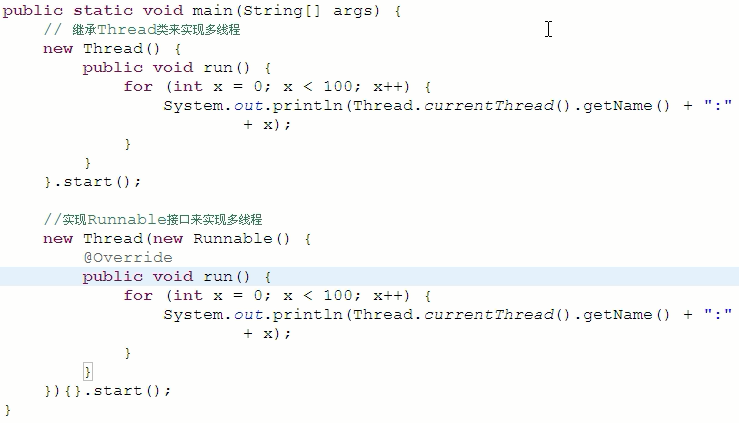 public static void main(String[] args) {
    // 继承Thread类来实现多线程
    new Thread() {
        public void run() {
            for (int x = 0; x < 100; x++) {
                System.out.println(Thread.currentThread().getName() + ":"
                        + x);
            }
        }
    }.start();

    //实现Runnable接口来实现多线程
    new Thread(new Runnable() {
        @Override
        public void run() {
            for (int x = 0; x < 100; x++) {
                System.out.println(Thread.currentThread().getName() + ":"
                        + x);
            }
        }
    }){}.start();
}